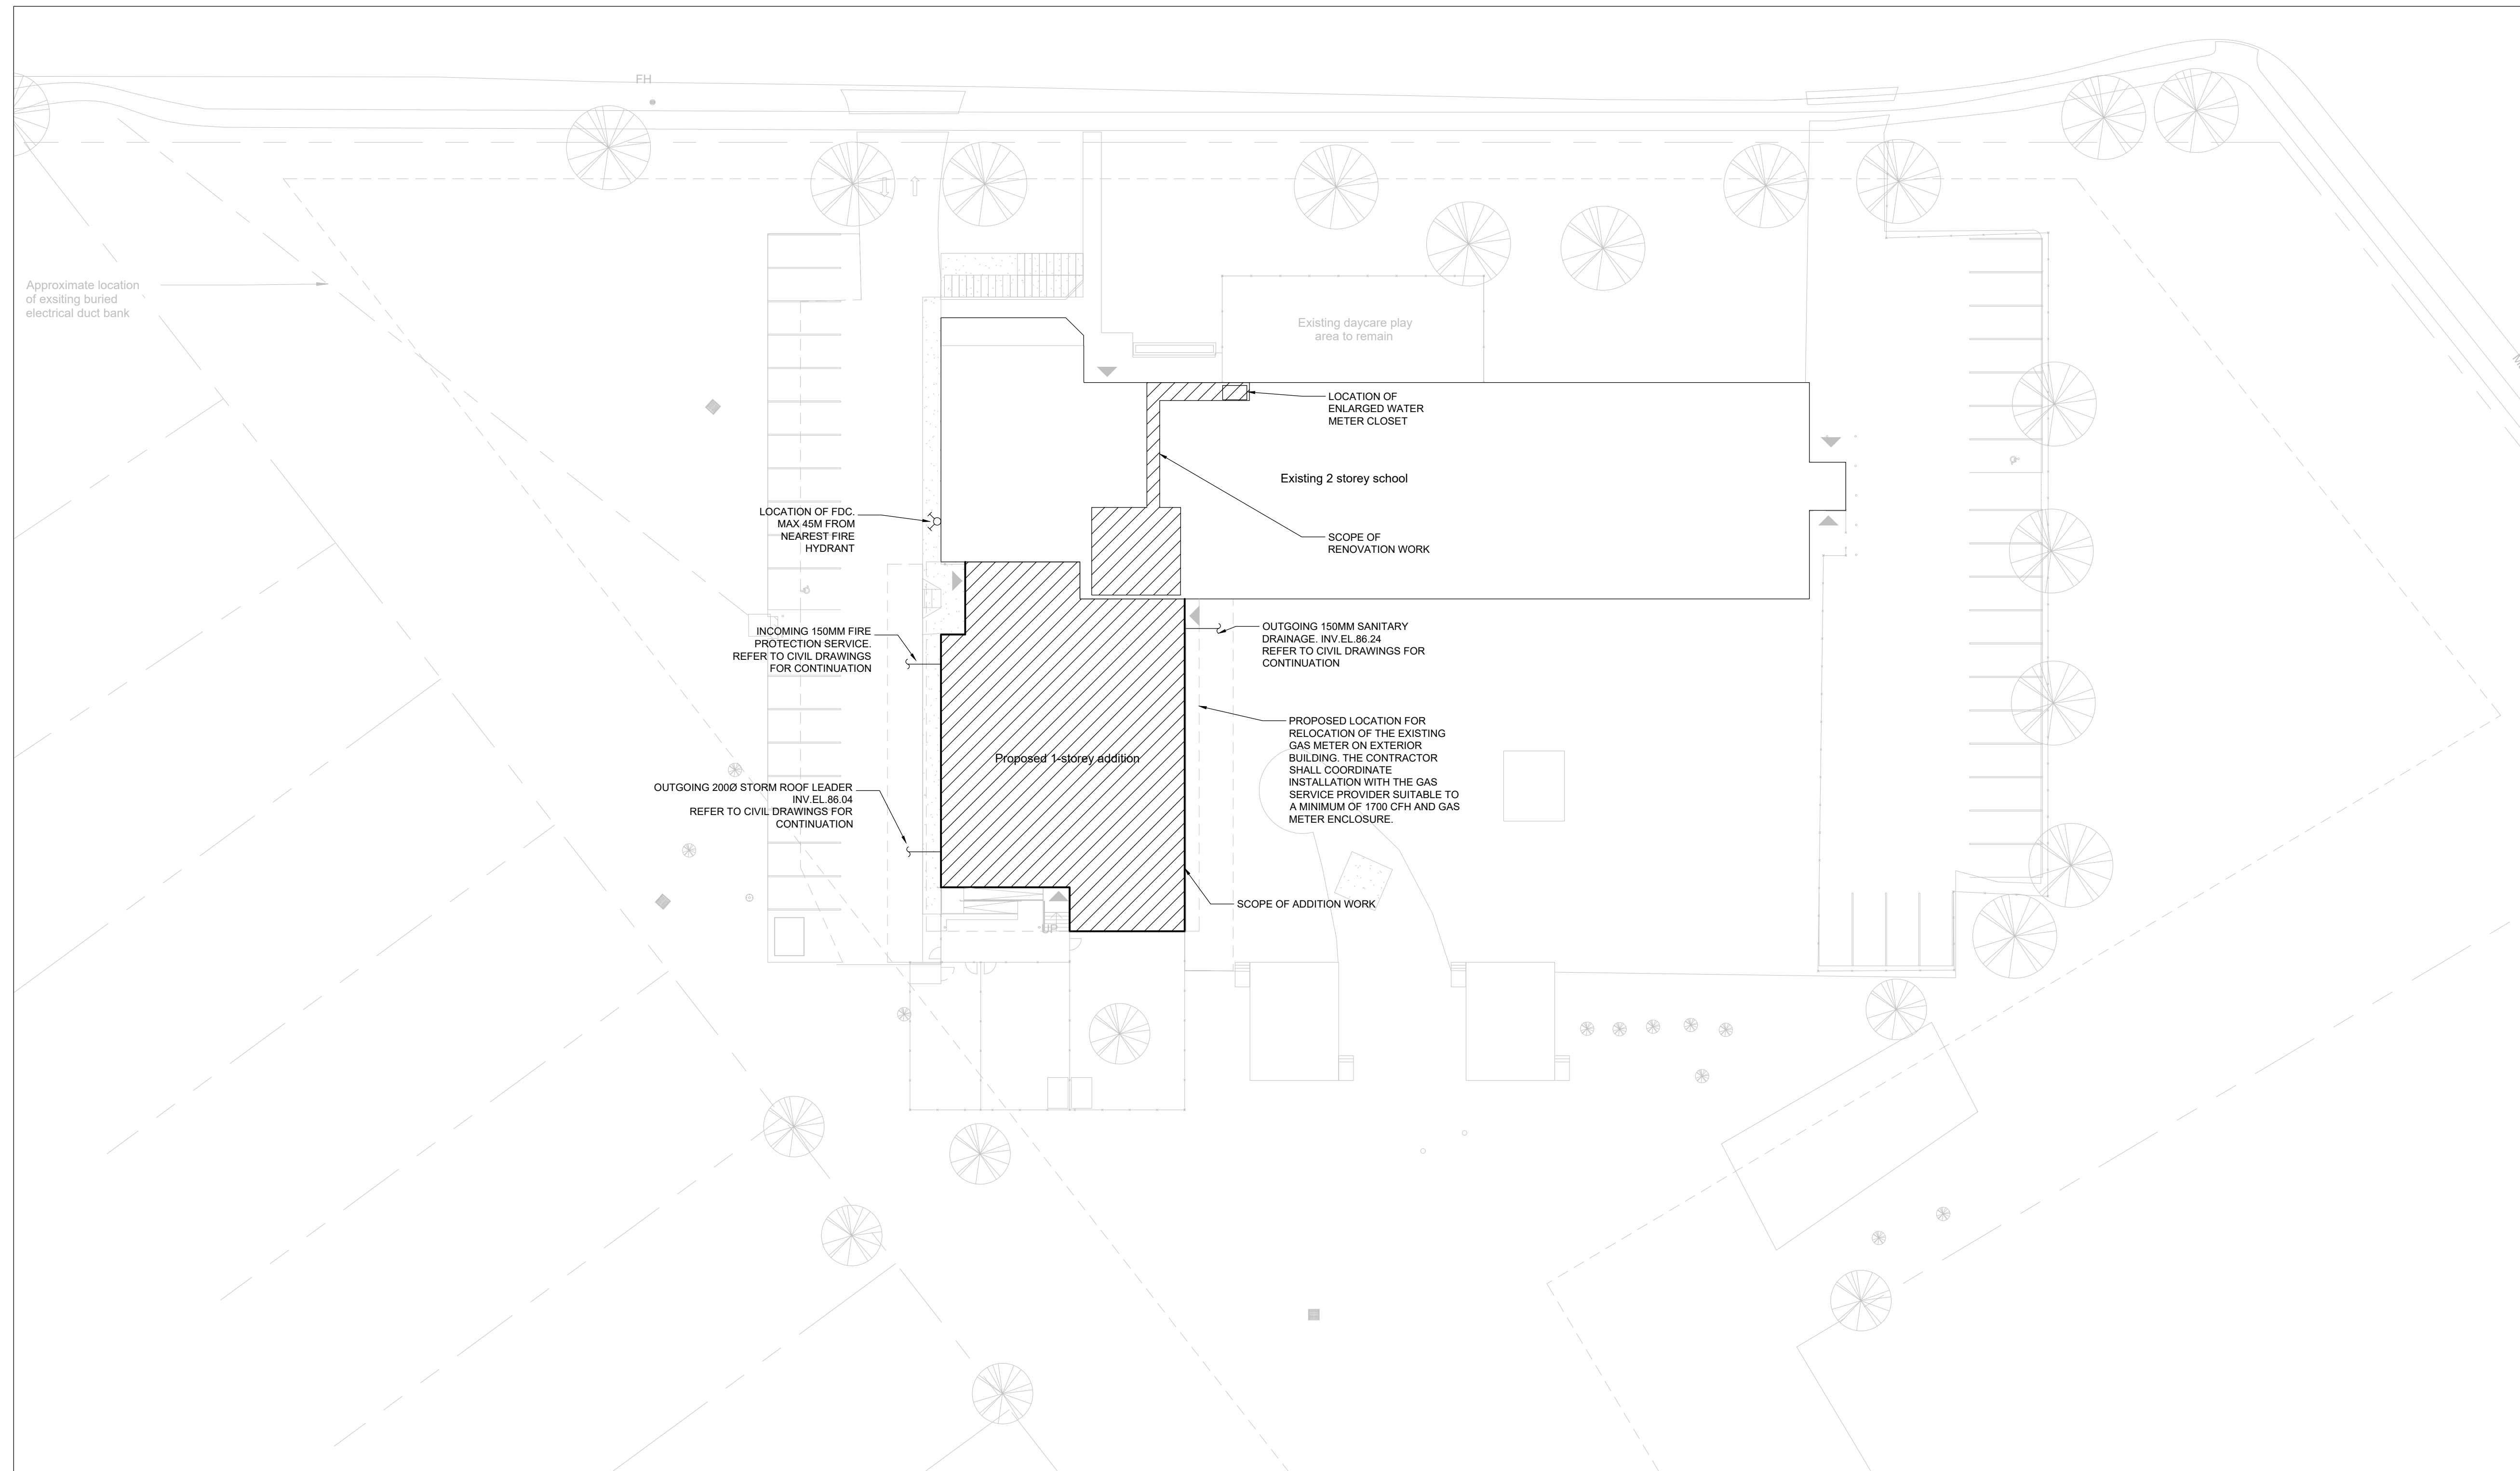 FH
Approximate location
of exsiting buried
electrical duct bank
Existing daycare play
area to remain
LOCATION OF
ENLARGED WATER
METER CLOSET
Existing 2 storey school
LOCATION OF FDC.
MAX 45M FROM
NEAREST FIRE
HYDRANT
SCOPE OF
RENOVATION WORK
INCOMING 150MM FIRE
PROTECTION SERVICE.
REFER TO CIVIL DRAWINGS
FOR CONTINUATION
OUTGOING 150MM SANITARY
DRAINAGE. INV.EL.86.24
REFER TO CIVIL DRAWINGS FOR
CONTINUATION
PROPOSED LOCATION FOR
RELOCATION OF THE EXISTING
GAS METER ON EXTERIOR
BUILDING. THE CONTRACTOR
SHALL COORDINATE
INSTALLATION WITH THE GAS
SERVICE PROVIDER SUITABLE TO
A MINIMUM OF 1700 CFH AND GAS
METER ENCLOSURE.
Proposed 1-storey addition
OUTGOING 200Ø STORM ROOF LEADER
INV.EL.86.04
REFER TO CIVIL DRAWINGS FOR
CONTINUATION
SCOPE OF ADDITION WORK
UP